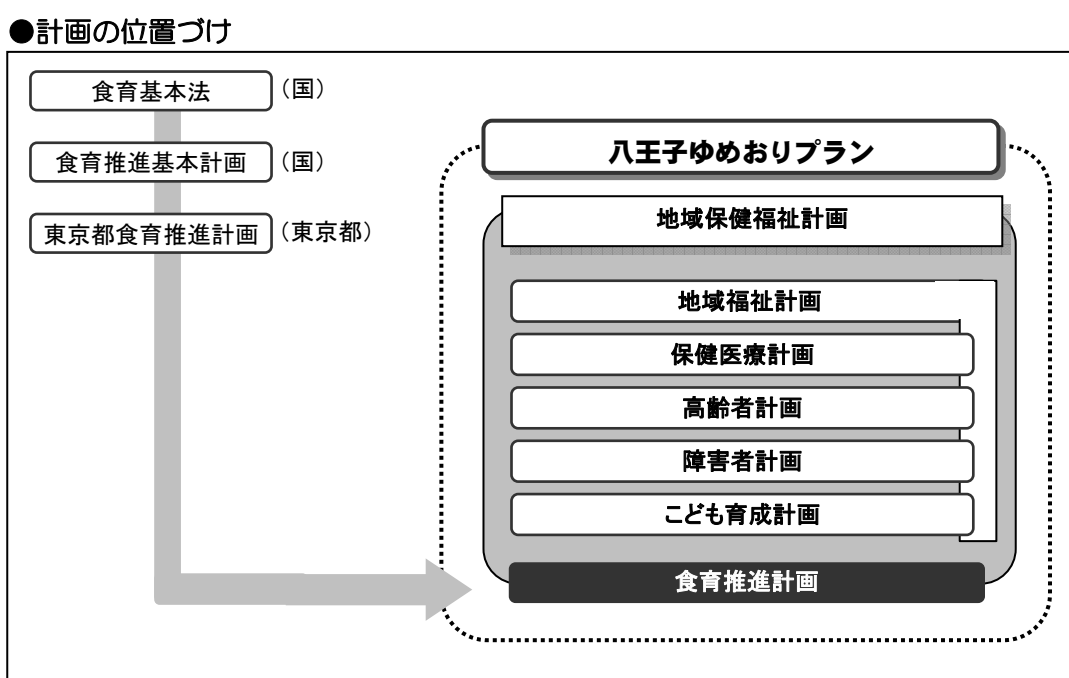 ●計画の位置づけ
食育基本法 (国)
食育推進基本計画 (国)
東京都食育推進計画 (東京都)
八王子ゆめおりプラン
地域保健福祉計画
地域福祉計画
保健医療計画
高齢者計画
障害者計画
こども育成計画
食育推進計画